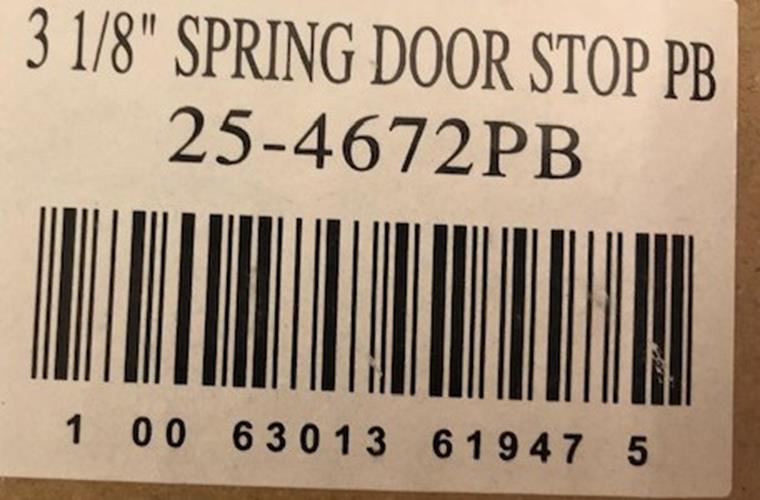 3 1/8" SPRING DOOR STOP PB
25-4672PB
1 00 63013 61947 5